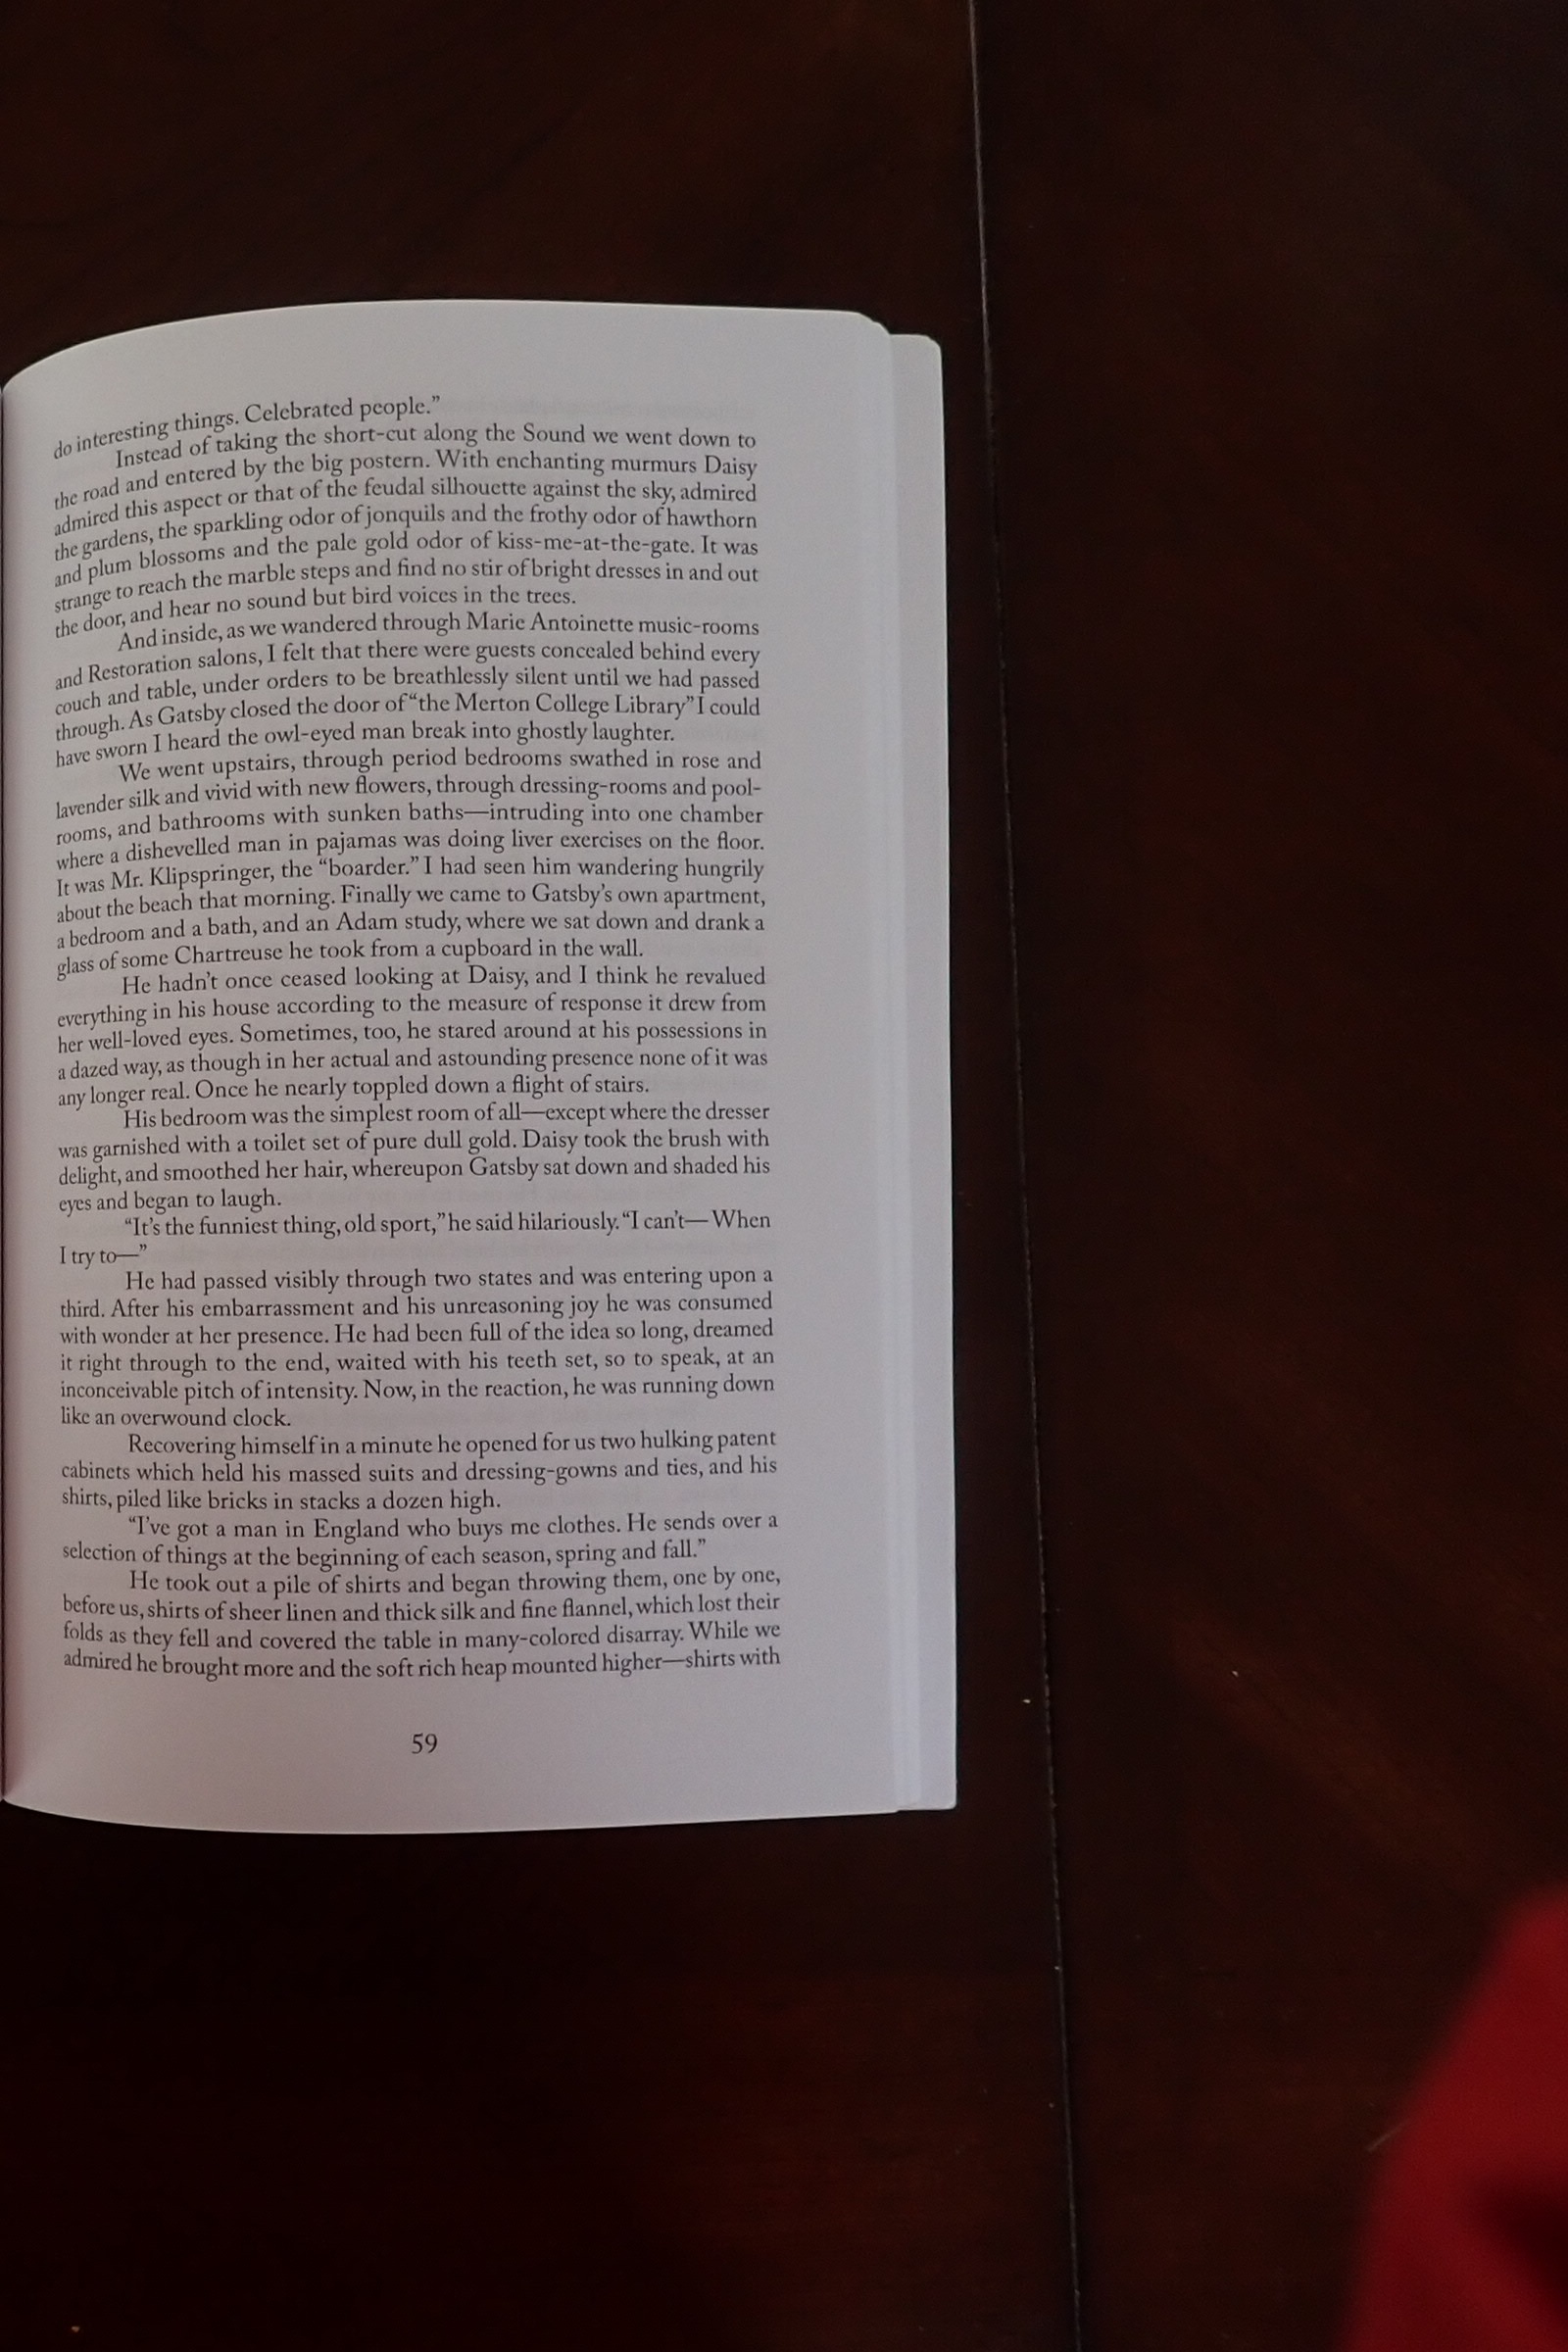 do interesting things. Celebrated people.”
Instead of taking the short-cut along the Sound we went down to
the road and entered by the big postern. With enchanting murmurs Daisy
admired this aspect or that of the feudal silhouette against the sky, admired
the gardens, the sparkling odor of jonquils and the frothy odor of hawthorn
and plum blossoms and the pale gold odor of kiss-me-at-the-gate. It was
strange to reach the marble steps and find no stir of bright dresses in and out
the door, and hear no sound but bird voices in the trees.
And inside, as we wandered through Marie Antoinette music-rooms
and Restoration salons, I felt that there were guests concealed behind every
couch and table, under orders to be breathlessly silent until we had passed
through. As Gatsby closed the door of “the Merton College Library” I could
have sworn I heard the owl-eyed man break into ghostly laughter.
We went upstairs, through period bedrooms swathed in rose and
lavender silk and vivid with new flowers, through dressing-rooms and pool-
rooms, and bathrooms with sunken baths—intruding into one chamber
where a dishevelled man in pajamas was doing liver exercises on the floor.
It was Mr. Klipspringer, the “boarder.” I had seen him wandering hungrily
about the beach that morning. Finally we came to Gatsby’s own apartment,
a bedroom and a bath, and an Adam study, where we sat down and drank a
glass of some Chartreuse he took from a cupboard in the wall.
He hadn’t once ceased looking at Daisy, and I think he revalued
everything in his house according to the measure of response it drew from
her well-loved eyes. Sometimes, too, he stared around at his possessions in
a dazed way, as though in her actual and astounding presence none of it was
any longer real. Once he nearly toppled down a flight of stairs.
His bedroom was the simplest room of all—except where the dresser
was garnished with a toilet set of pure dull gold. Daisy took the brush with
delight, and smoothed her hair, whereupon Gatsby sat down and shaded his
eyes and began to laugh.
“It’s the funniest thing, old sport,” he said hilariously. “I can’t— When
I try to—”
He had passed visibly through two states and was entering upon a
third. After his embarrassment and his unreasoning joy he was consumed
with wonder at her presence. He had been full of the idea so long, dreamed
it right through to the end, waited with his teeth set, so to speak, at an
inconceivable pitch of intensity. Now, in the reaction, he was running down
like an overwound clock.
Recovering himself in a minute he opened for us two hulking patent
cabinets which held his massed suits and dressing-gowns and ties, and his
shirts, piled like bricks in stacks a dozen high.
“I’ve got a man in England who buys me clothes. He sends over a
selection of things at the beginning of each season, spring and fall.”
He took out a pile of shirts and began throwing them, one by one,
before us, shirts of sheer linen and thick silk and fine flannel, which lost their
folds as they fell and covered the table in many-colored disarray. While we
admired he brought more and the soft rich heap mounted higher—shirts with
59